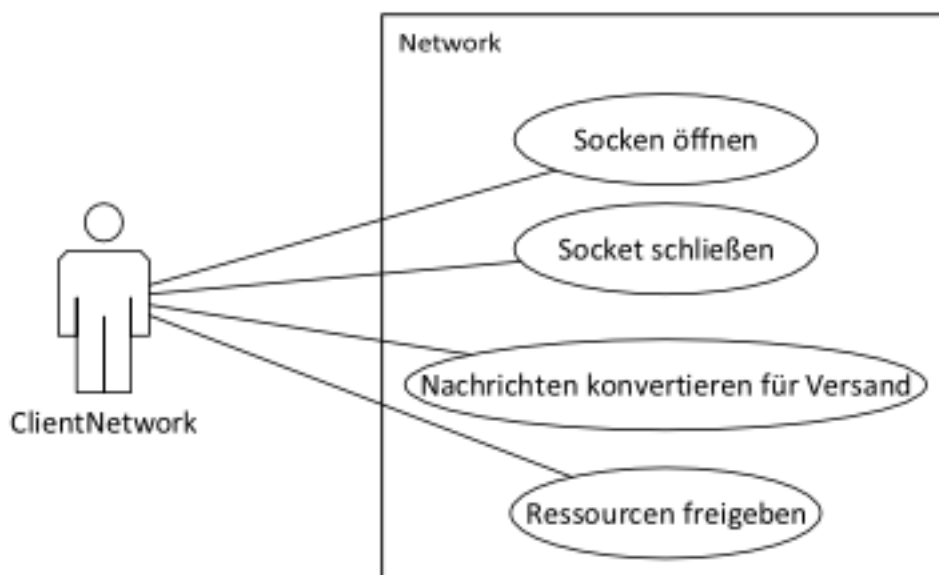 Network
Socken öffnen
Socket schließen
Nachrichten konvertieren für Versand
ClientNetwork
Ressourcen freigeben